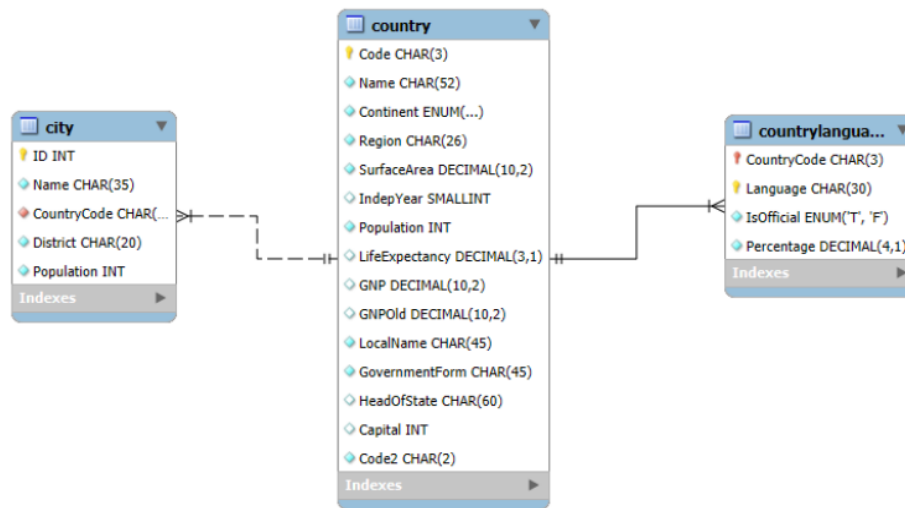 city
ID INT
Name CHAR(35)
CountryCode CHAR(...
District CHAR(20)
Population INT
Indexes
country
Code CHAR(3)
Name CHAR(52)
Continent ENUM(...)
Region CHAR(26)
SurfaceArea DECIMAL(10,2)
IndepYear SMALLINT
Population INT
LifeExpectancy DECIMAL(3,1)
GNP DECIMAL(10,2)
GNPOld DECIMAL(10,2)
LocalName CHAR(45)
GovernmentForm CHAR(45)
HeadOfState CHAR(60)
Capital INT
Code2 CHAR(2)
Indexes
countrylangua...
CountryCode CHAR(3)
Language CHAR(30)
IsOfficial ENUM('T', 'F')
Percentage DECIMAL(4,1)
Indexes